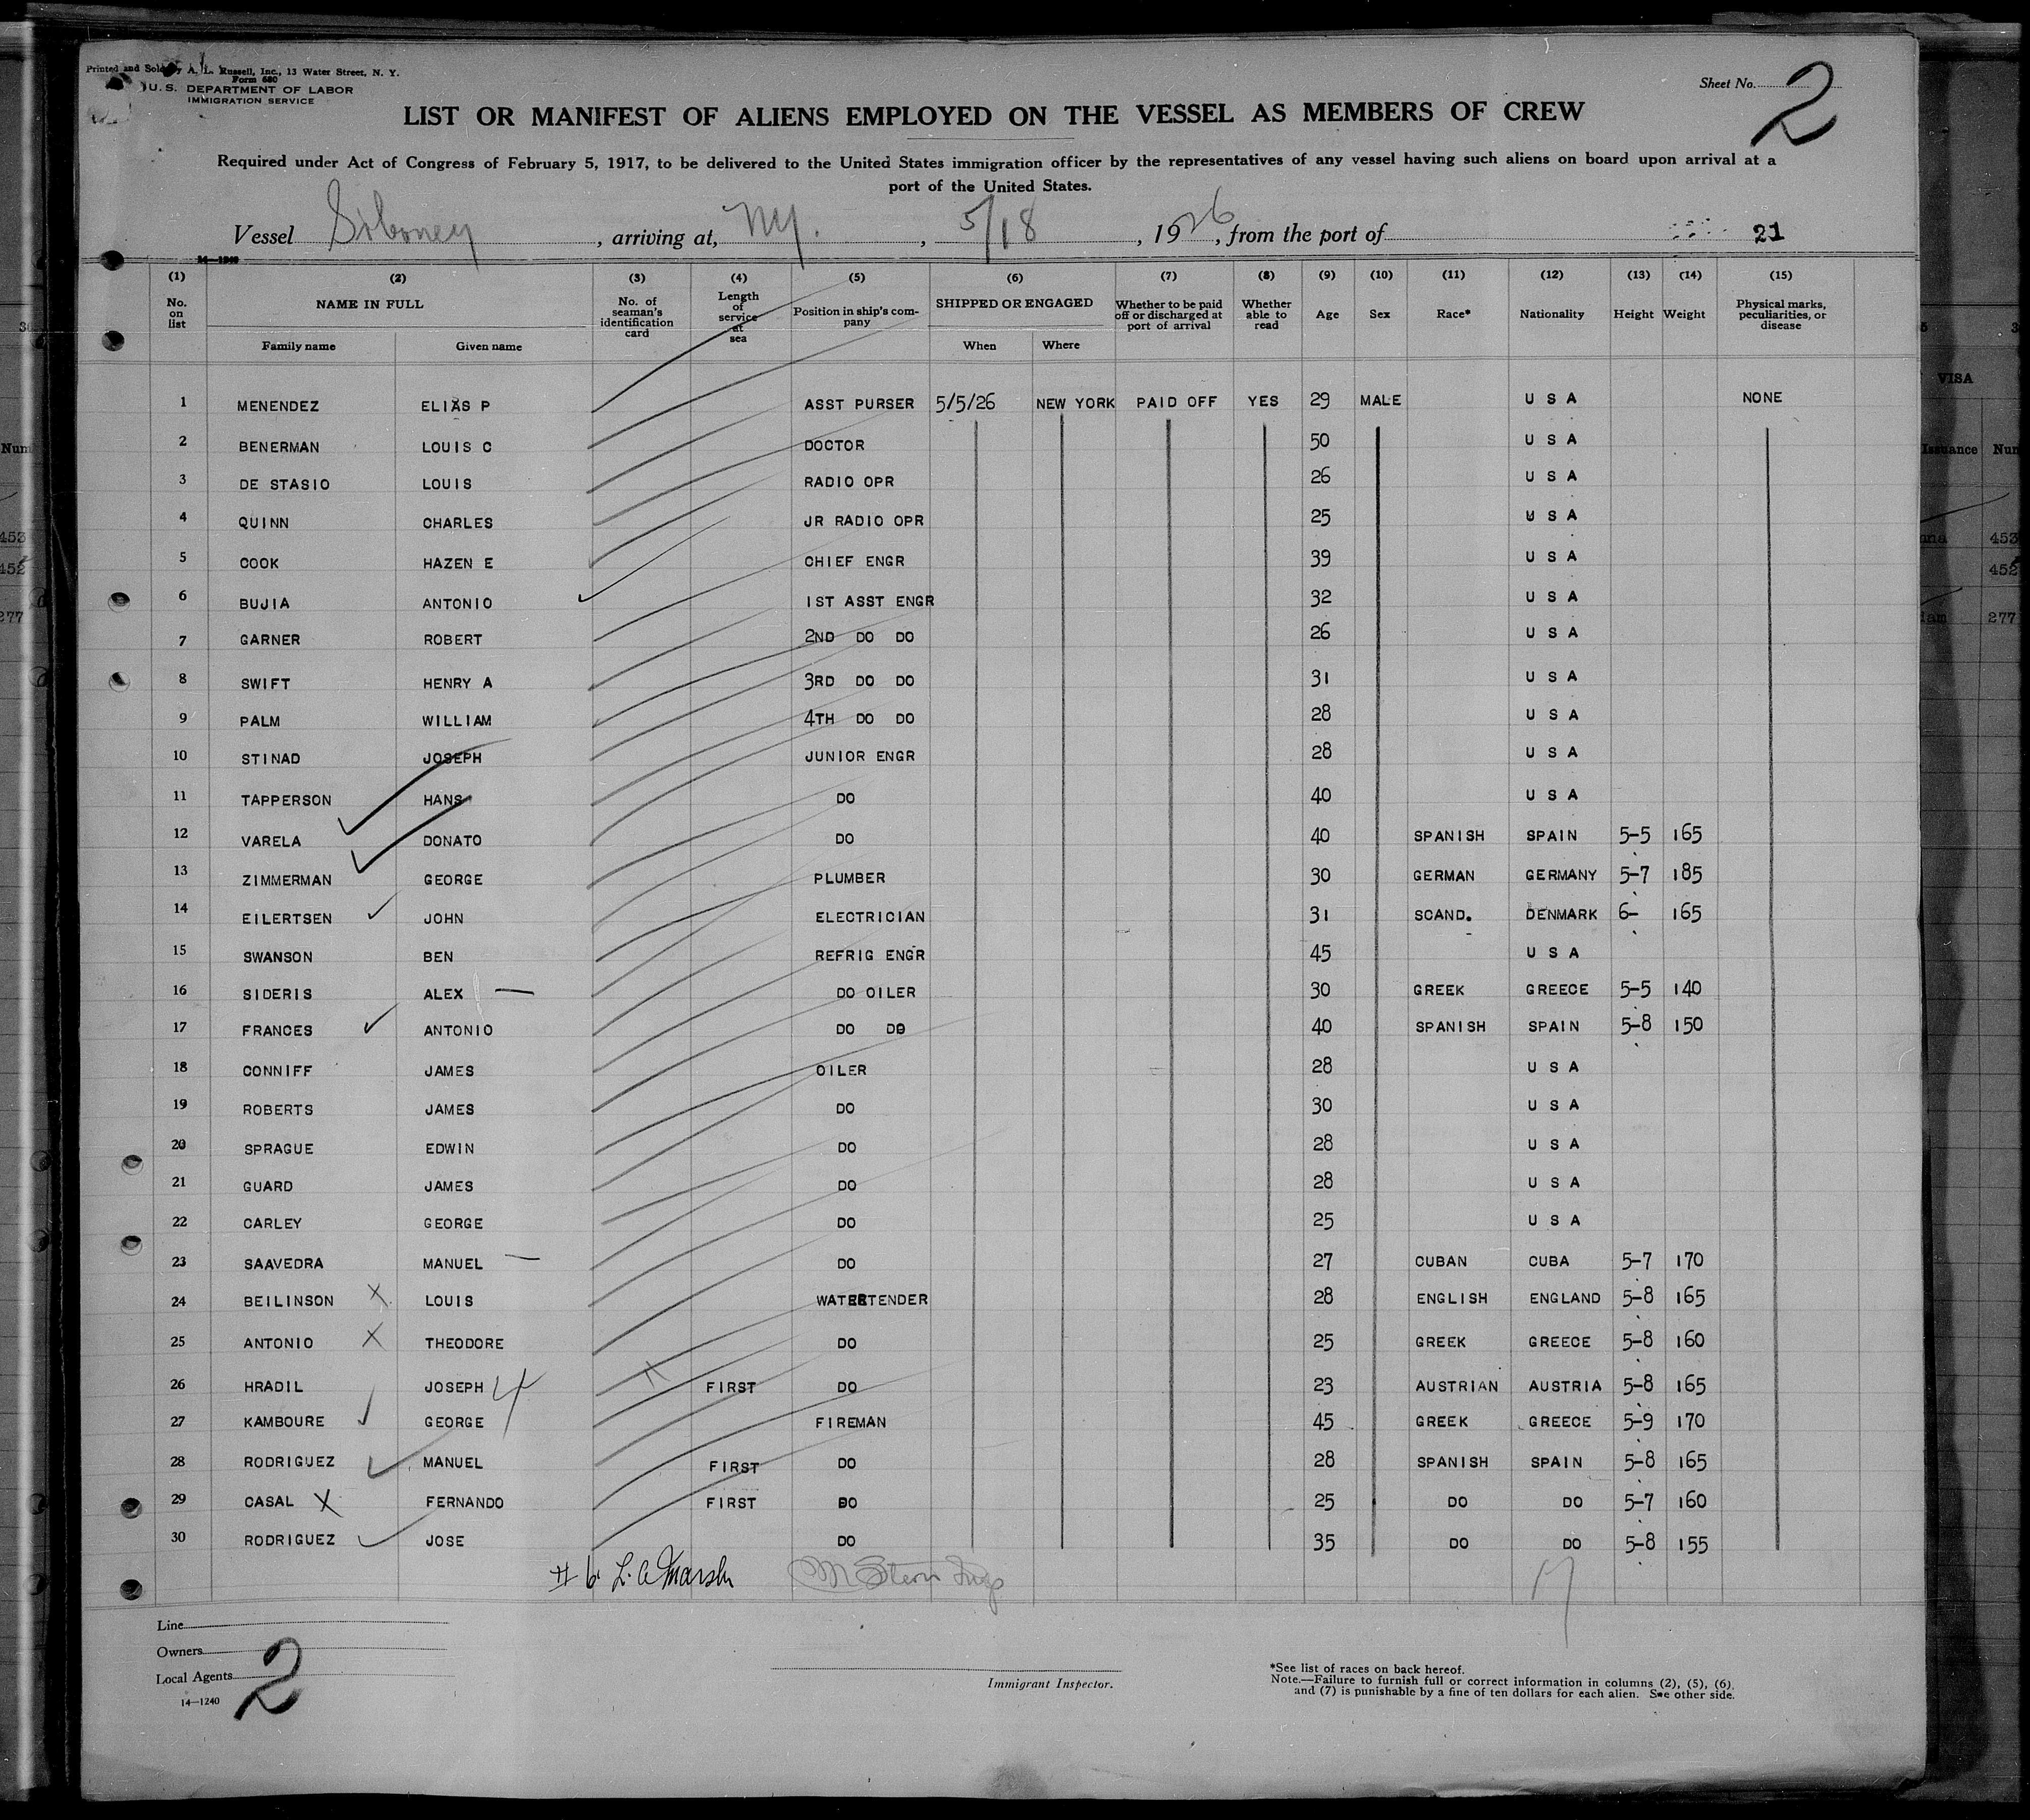 Printed and Sold by A. L. Russell, Inc., 13 Water Street, N. Y.
Form 680
U. S. DEPARTMENT OF LABOR
IMMIGRATION SERVICE
Sheet No. 2
LIST OR MANIFEST OF ALIENS EMPLOYED ON THE VESSEL AS MEMBERS OF CREW
Required under Act of Congress of February 5, 1917, to be delivered to the United States immigration officer by the representatives of any vessel having such aliens on board upon arrival at a
port of the United States.
Vessel Siboney, arriving at, NY., 5/18, 1926, from the port of 21
14-1240
(1) (2) (3) (4) (5) (6) (7) (8) (9) (10) (11) (12) (13) (14) (15)
No. on list NAME IN FULL Family name Given name No. of seaman's identification card Length of service at sea Position in ship's company SHIPPED OR ENGAGED When Where Whether to be paid off or discharged at port of arrival Whether able to read Age Sex Race* Nationality Height Weight Physical marks, peculiarities, or disease
1 MENENDEZ ELIAS P ASST PURSER 5/5/26 NEW YORK PAID OFF YES 29 MALE U S A NONE
2 BENERMAN LOUIS C DOCTOR 50 U S A
3 DE STASIO LOUIS RADIO OPR 26 U S A
4 QUINN CHARLES JR RADIO OPR 25 U S A
5 COOK HAZEN E CHIEF ENGR 39 U S A
6 BUJIA ANTONIO 1ST ASST ENGR 32 U S A
7 GARNER ROBERT 2ND DO DO 26 U S A
8 SWIFT HENRY A 3RD DO DO 31 U S A
9 PALM WILLIAM 4TH DO DO 28 U S A
10 STINAD JOSEPH JUNIOR ENGR 28 U S A
11 TAPPERSON HANS DO 40 U S A
12 VARELA DONATO DO 40 SPANISH SPAIN 5-5 165
13 ZIMMERMAN GEORGE PLUMBER 30 GERMAN GERMANY 5-7 185
14 EILERTSEN JOHN ELECTRICIAN 31 SCAND. DENMARK 6- 165
15 SWANSON BEN REFRIG ENGR 45 U S A
16 SIDERIS ALEX DO OILER 30 GREEK GREECE 5-5 140
17 FRANCES ANTONIO DO DO 40 SPANISH SPAIN 5-8 150
18 CONNIFF JAMES OILER 28 U S A
19 ROBERTS JAMES DO 30 U S A
20 SPRAGUE EDWIN DO 28 U S A
21 GUARD JAMES DO 28 U S A
22 CARLEY GEORGE DO 25 U S A
23 SAAVEDRA MANUEL DO 27 CUBAN CUBA 5-7 170
24 BEILINSON X LOUIS WATERTENDER 28 ENGLISH ENGLAND 5-8 165
25 ANTONIO X THEODORE DO 25 GREEK GREECE 5-8 160
26 HRADIL JOSEPH FIRST DO 23 AUSTRIAN AUSTRIA 5-8 165
27 KAMBOURE GEORGE FIREMAN 45 GREEK GREECE 5-9 170
28 RODRIGUEZ MANUEL FIRST DO 28 SPANISH SPAIN 5-8 165
29 CASAL X FERNANDO FIRST DO 25 DO DO 5-7 160
30 RODRIGUEZ JOSE DO 35 DO DO 5-8 155
# 6 L. A Marsh M Stern Insp 17
Line
Owners
Local Agents
14-1240
2
Immigrant Inspector.
*See list of races on back hereof.
Note.—Failure to furnish full or correct information in columns (2), (5), (6),
and (7) is punishable by a fine of ten dollars for each alien. See other side.
VISA
Issuance
453
452
277